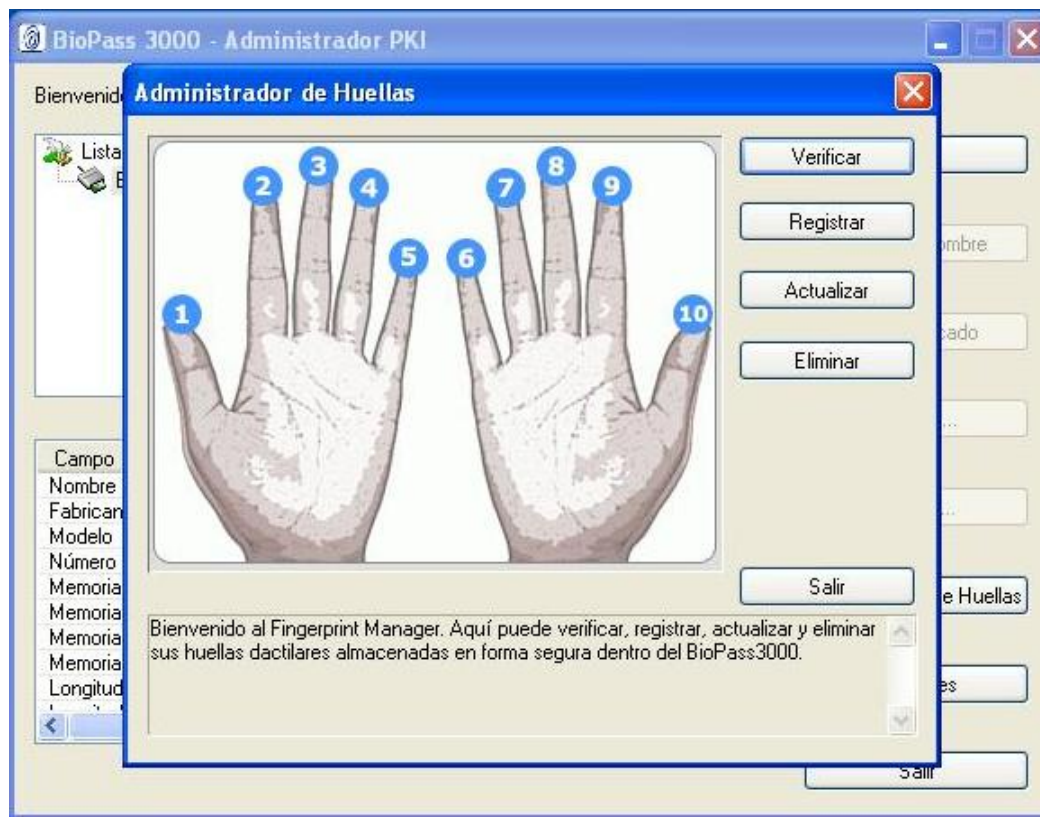 BioPass 3000 - Administrador PKI
Bienvenid
Administrador de Huellas
Lista
1
2
3
4
5
6
7
8
9
10
Verificar
Registrar
Actualizar
Eliminar
Salir
Bienvenido al Fingerprint Manager. Aquí puede verificar, registrar, actualizar y eliminar
sus huellas dactilares almacenadas en forma segura dentro del BioPass3000.
Campo
Nombre
Fabrican
Modelo
Número
Memoria
Memoria
Memoria
Memoria
Longitud
ombre
cado
...
...
e Huellas
es
Salir